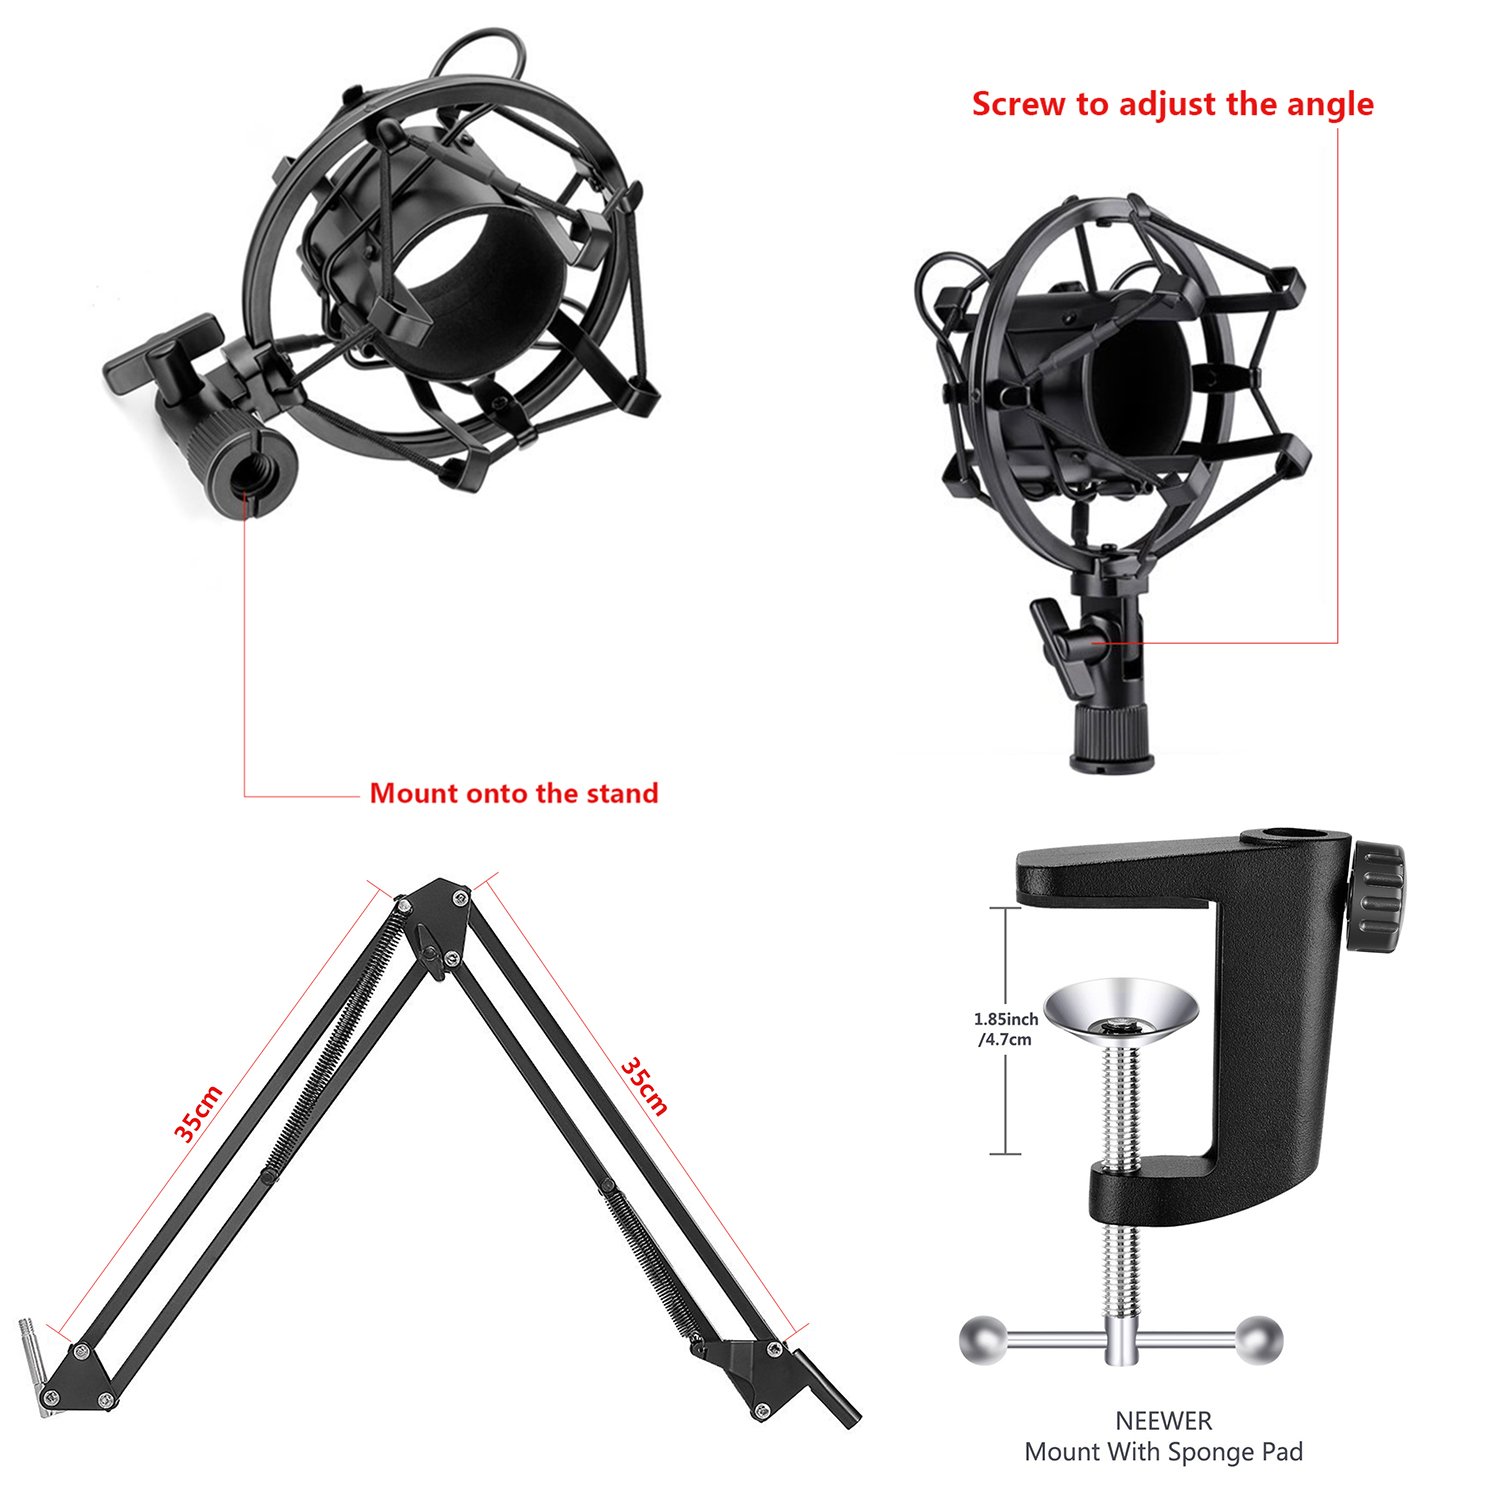 Screw to adjust the angle
Mount onto the stand
35cm
35cm
1.85inch
/4.7cm
NEEWER
Mount With Sponge Pad